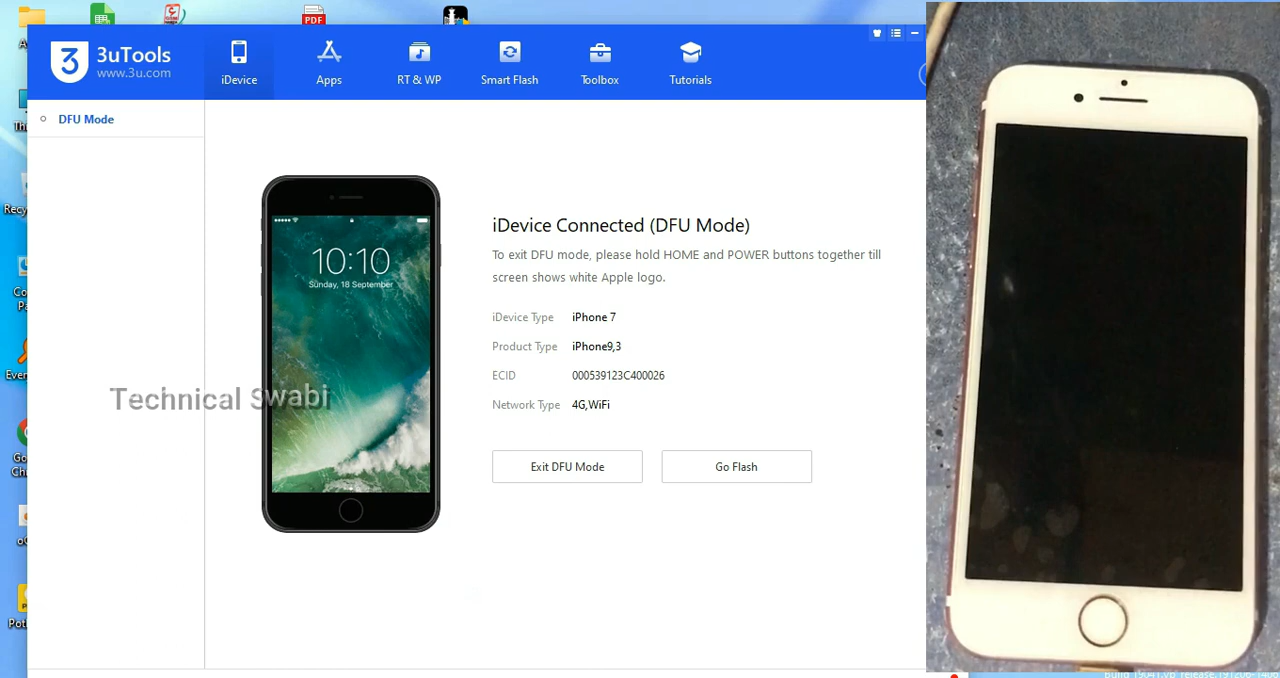 PDF
3 3uTools
www.3u.com
iDevice
Apps
RT & WP
Smart Flash
Toolbox
Tutorials
DFU Mode
10:10
Sunday, 18 September
iDevice Connected (DFU Mode)
To exit DFU mode, please hold HOME and POWER buttons together till
screen shows white Apple logo.
iDevice Type iPhone 7
Product Type iPhone9,3
ECID 000539123C400026
Network Type 4G,WiFi
Exit DFU Mode
Go Flash
Technical Swabi